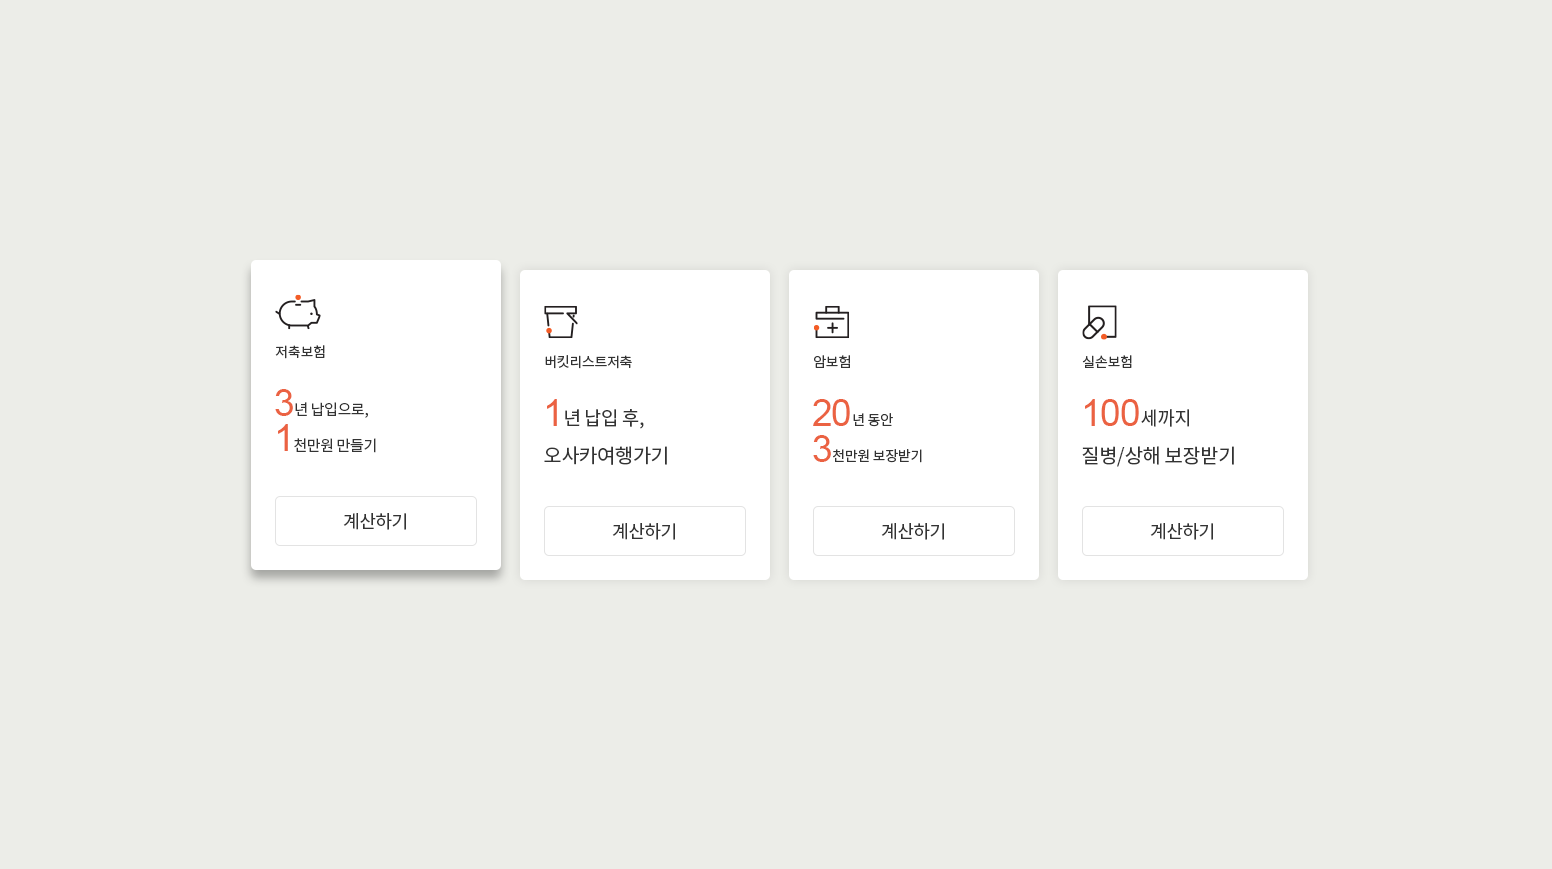 저축보험
3년 납입으로,
1천만원 만들기
계산하기
버킷리스트저축
1년 납입 후,
오사카여행가기
계산하기
암보험
20년 동안
3천만원 보장받기
계산하기
실손보험
100세까지
질병/상해 보장받기
계산하기